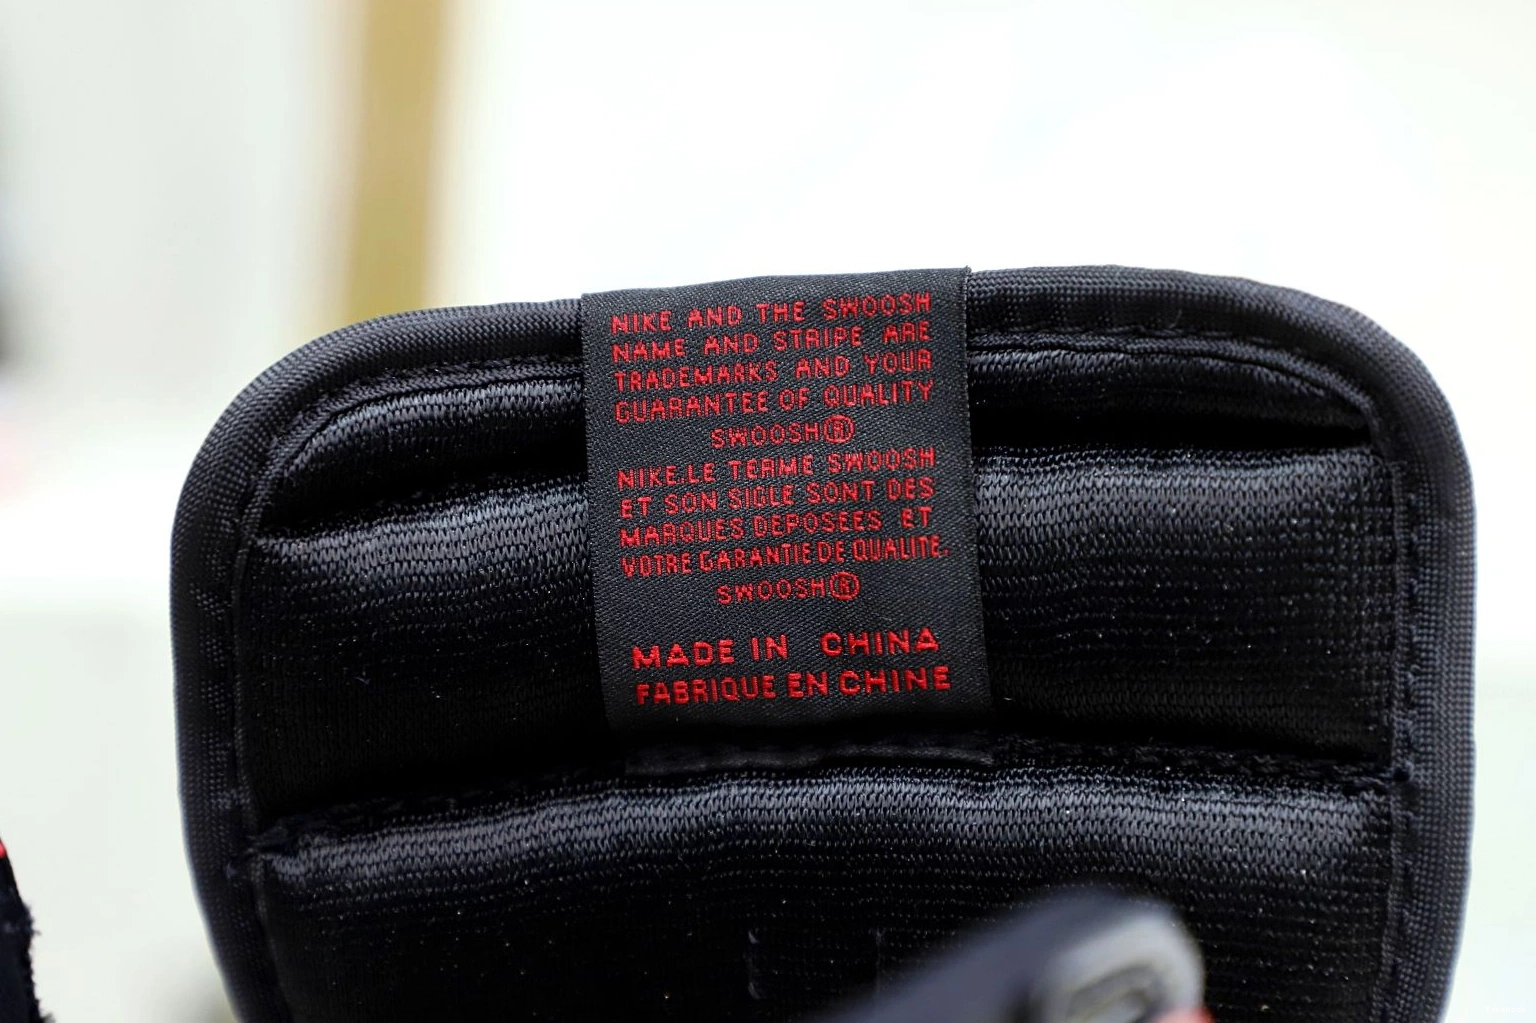 NIKE AND THE SWOOSH
NAME AND STRIPE ARE
TRADEMARKS AND YOUR
GUARANTEE OF QUALITY
SWOOSH®
NIKE.LE TERME SWOOSH
ET SON SIGLE SONT DES
MARQUES DEPOSEES ET
VOTRE GARANTIE DE QUALITE.
SWOOSH®
MADE IN CHINA
FABRIQUE EN CHINE